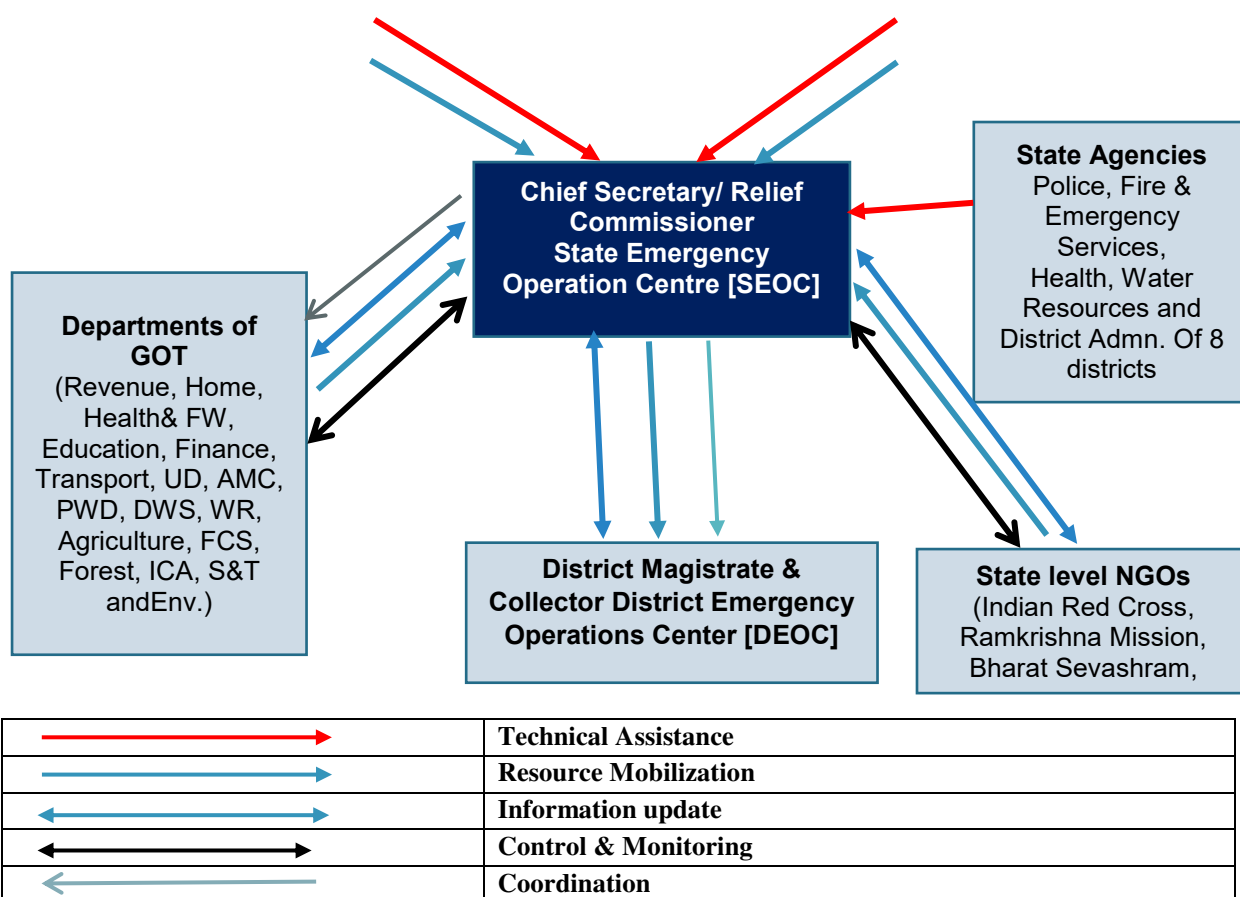 Chief Secretary/ Relief
Commissioner
State Emergency
Operation Centre [SEOC]
State Agencies
Police, Fire &
Emergency
Services,
Health, Water
Resources and
District Admn. Of 8
districts
Departments of
GOT
(Revenue, Home,
Health& FW,
Education, Finance,
Transport, UD, AMC,
PWD, DWS, WR,
Agriculture, FCS,
Forest, ICA, S&T
andEnv.)
District Magistrate &
Collector District Emergency
Operations Center [DEOC]
State level NGOs
(Indian Red Cross,
Ramkrishna Mission,
Bharat Sevashram,
Technical Assistance
Resource Mobilization
Information update
Control & Monitoring
Coordination